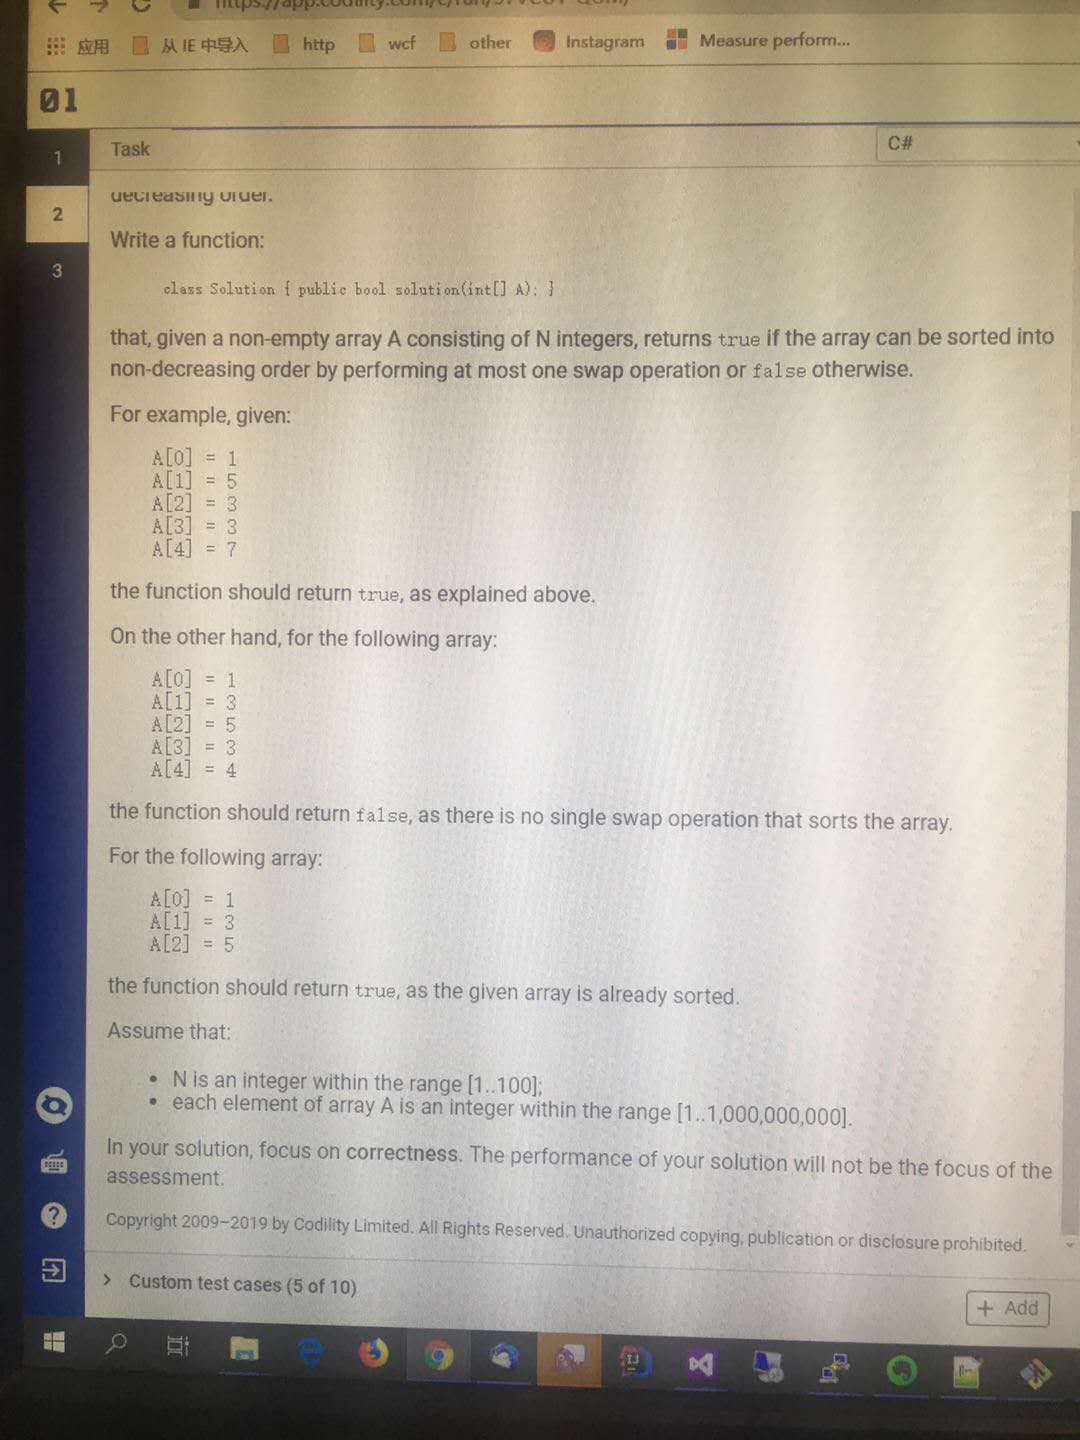 应用 从 IE 中导入 http wcf other Instagram Measure perform...
01
1 Task C#
2 decreasing order.
Write a function:
3
class Solution { public bool solution(int[] A); }
that, given a non-empty array A consisting of N integers, returns true if the array can be sorted into
non-decreasing order by performing at most one swap operation or false otherwise.
For example, given:
A[0] = 1
A[1] = 5
A[2] = 3
A[3] = 3
A[4] = 7
the function should return true, as explained above.
On the other hand, for the following array:
A[0] = 1
A[1] = 3
A[2] = 5
A[3] = 3
A[4] = 4
the function should return false, as there is no single swap operation that sorts the array.
For the following array:
A[0] = 1
A[1] = 3
A[2] = 5
the function should return true, as the given array is already sorted.
Assume that:
• N is an integer within the range [1..100];
• each element of array A is an integer within the range [1..1,000,000,000].
In your solution, focus on correctness. The performance of your solution will not be the focus of the
assessment.
Copyright 2009–2019 by Codility Limited. All Rights Reserved. Unauthorized copying, publication or disclosure prohibited.
> Custom test cases (5 of 10)
+ Add